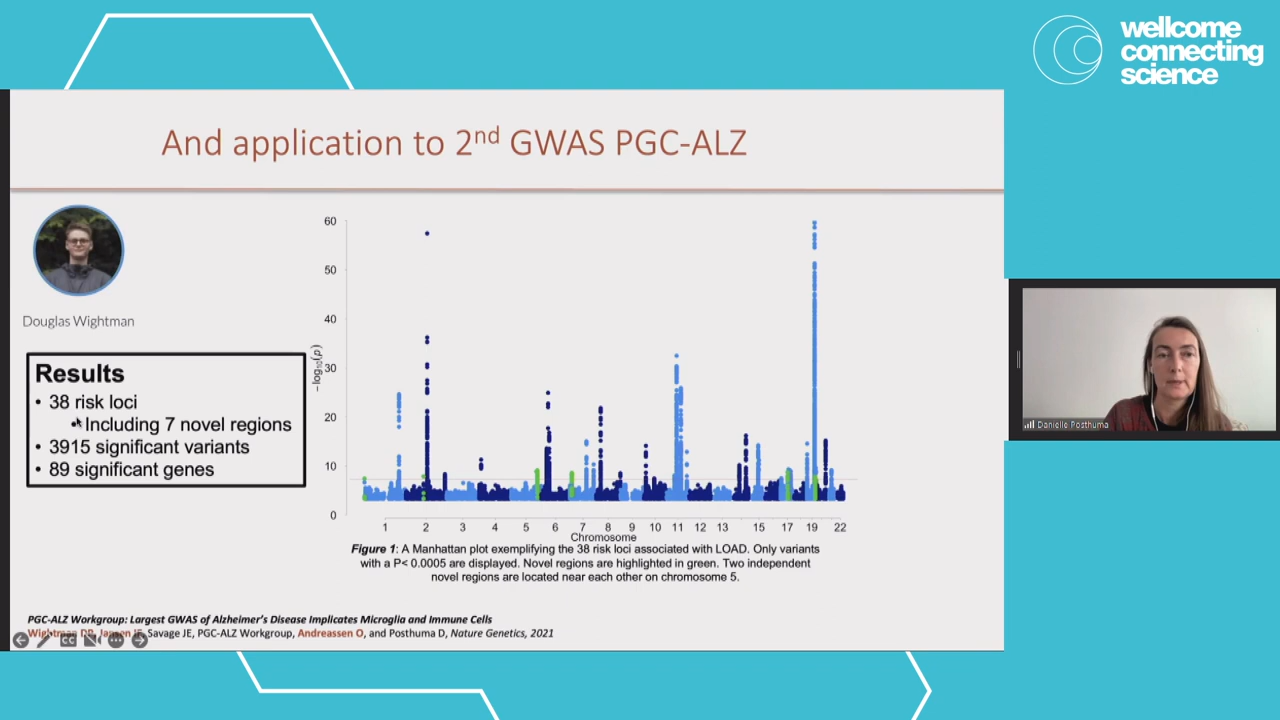 wellcome
connecting
science
And application to 2nd GWAS PGC-ALZ
Douglas Wightman
Results
• 38 risk loci
• Including 7 novel regions
• 3915 significant variants
• 89 significant genes
−log10(p)
60
50
40
30
20
10
0
1 2 3 4 5 6 7 8 9 10 11 12 13 15 17 19 22
Chromosome
Figure 1: A Manhattan plot exemplifying the 38 risk loci associated with LOAD. Only variants
with a P< 0.0005 are displayed. Novel regions are highlighted in green. Two independent
novel regions are located near each other on chromosome 5.
PGC-ALZ Workgroup: Largest GWAS of Alzheimer's Disease Implicates Microglia and Immune Cells
Wightman DP, Jansen IE, Savage JE, PGC-ALZ Workgroup, Andreassen O, and Posthuma D, Nature Genetics, 2021
CC
Danielle Posthuma